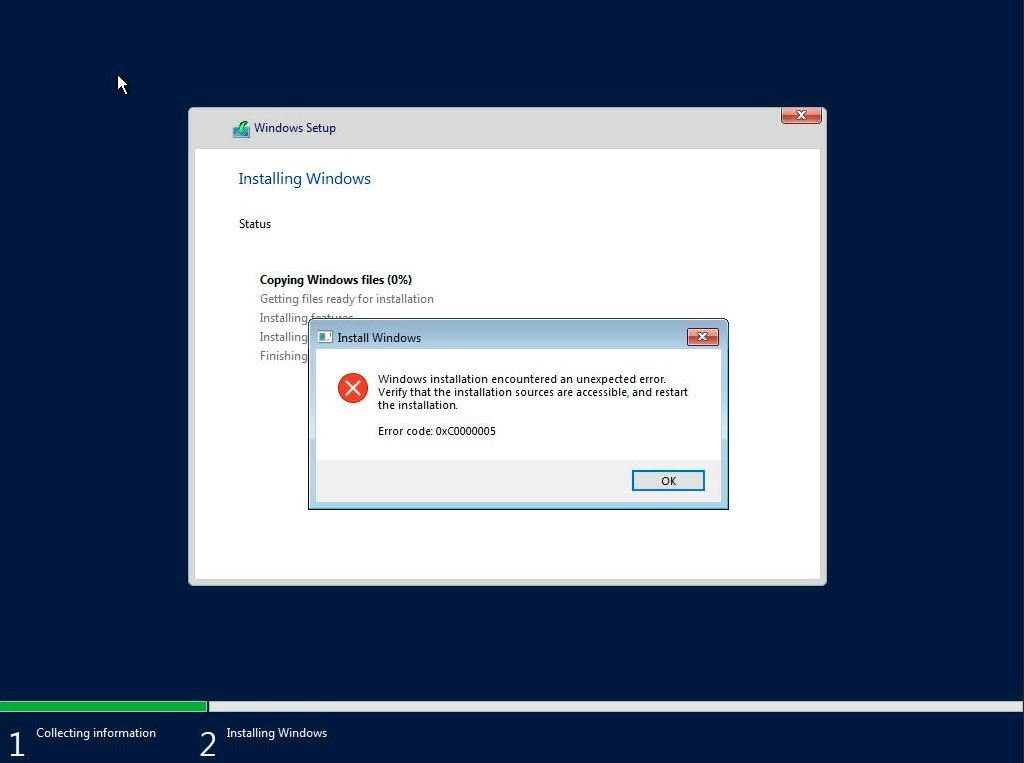 Windows Setup
Installing Windows
Status
Copying Windows files (0%)
Getting files ready for installation
Installing features
Installing
Finishing
Install Windows
Windows installation encountered an unexpected error.
Verify that the installation sources are accessible, and restart
the installation.
Error code: 0xC0000005
OK
1 Collecting information
2 Installing Windows